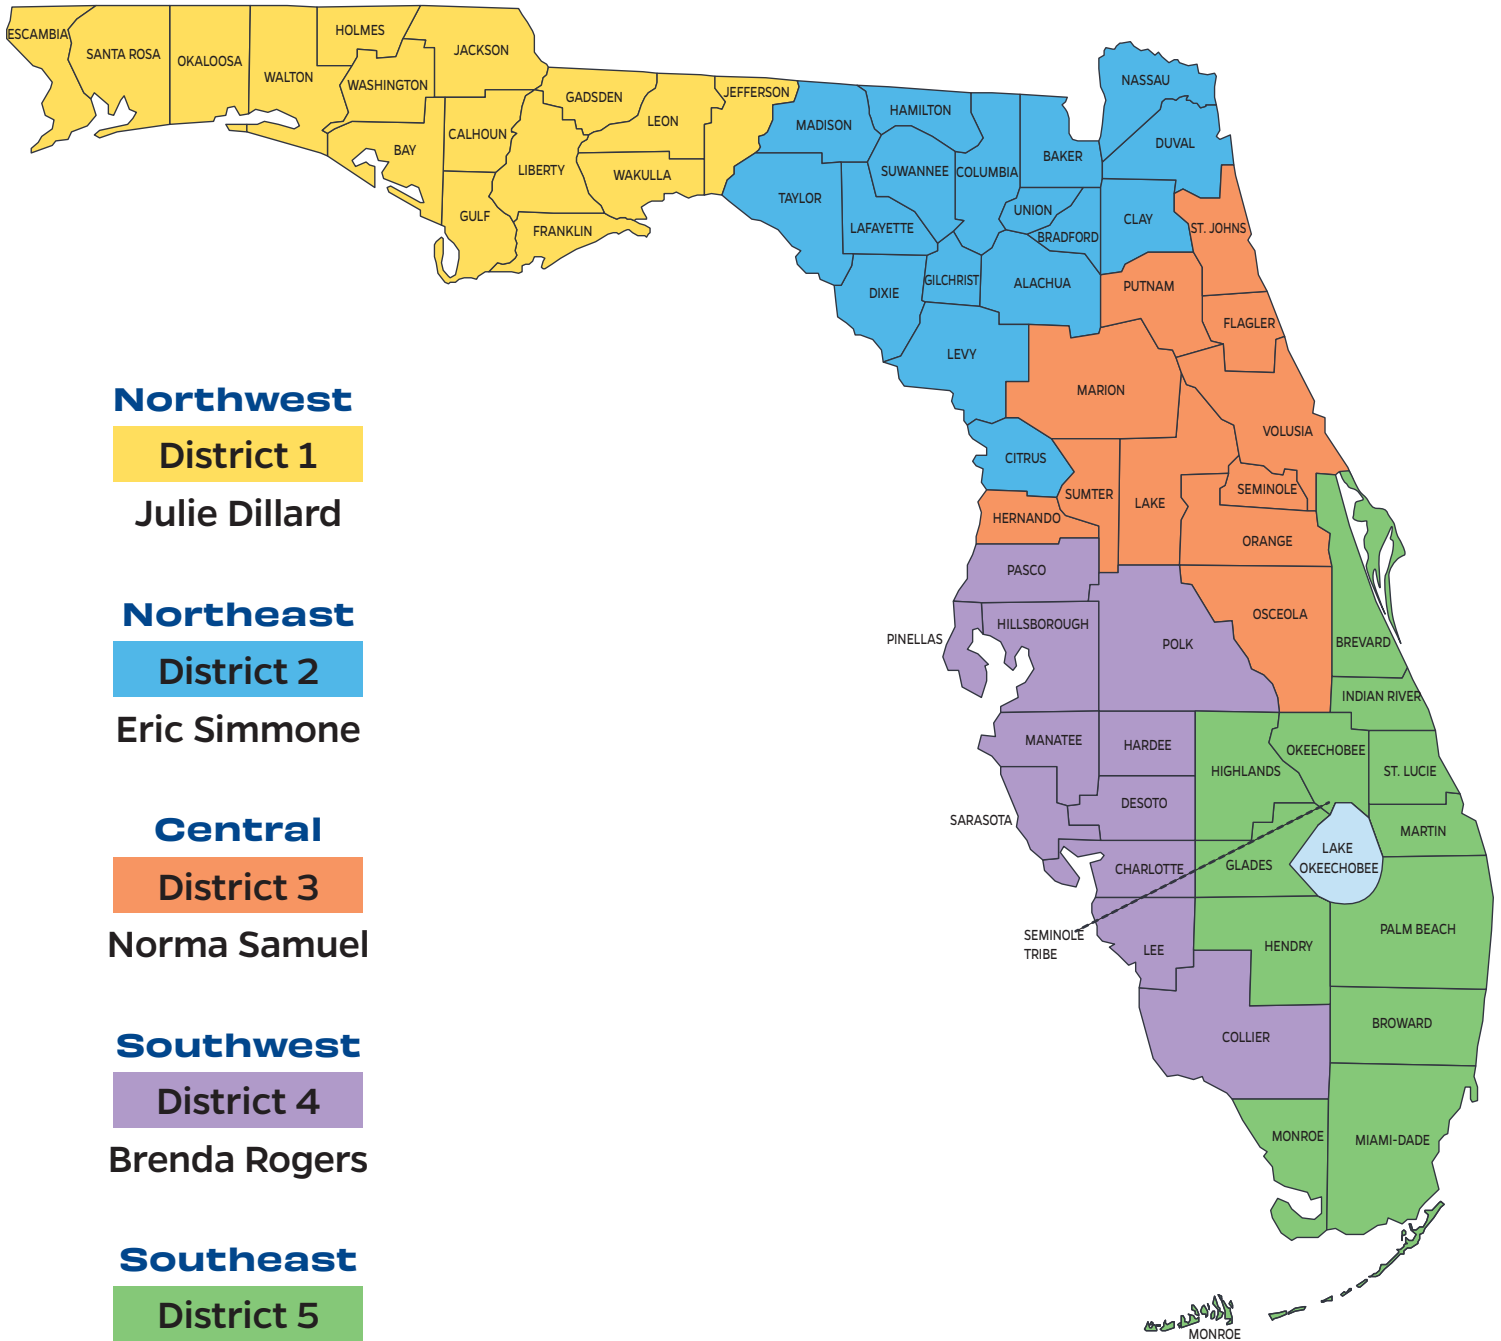 ESCAMBIA
SANTA ROSA
OKALOOSA
WALTON
HOLMES
WASHINGTON
JACKSON
BAY
CALHOUN
GULF
GADSDEN
LIBERTY
FRANKLIN
LEON
WAKULLA
JEFFERSON
MADISON
TAYLOR
HAMILTON
SUWANNEE
LAFAYETTE
DIXIE
COLUMBIA
GILCHRIST
LEVY
BAKER
UNION
BRADFORD
ALACHUA
NASSAU
DUVAL
CLAY
CITRUS
ST. JOHNS
PUTNAM
FLAGLER
MARION
VOLUSIA
SUMTER
LAKE
SEMINOLE
HERNANDO
ORANGE
OSCEOLA
PASCO
PINELLAS
HILLSBOROUGH
POLK
MANATEE
HARDEE
SARASOTA
DESOTO
CHARLOTTE
LEE
COLLIER
BREVARD
INDIAN RIVER
OKEECHOBEE
HIGHLANDS
ST. LUCIE
MARTIN
GLADES
LAKE
OKEECHOBEE
SEMINOLE
TRIBE
HENDRY
PALM BEACH
BROWARD
MONROE
MIAMI-DADE
MONROE
Northwest
District 1
Julie Dillard
Northeast
District 2
Eric Simmone
Central
District 3
Norma Samuel
Southwest
District 4
Brenda Rogers
Southeast
District 5